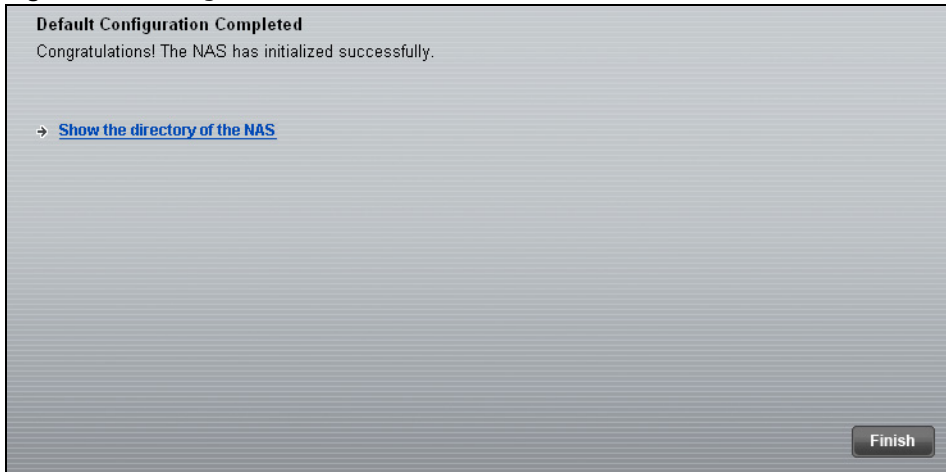 Default Configuration Completed
Congratulations! The NAS has initialized successfully.
Show the directory of the NAS
Finish